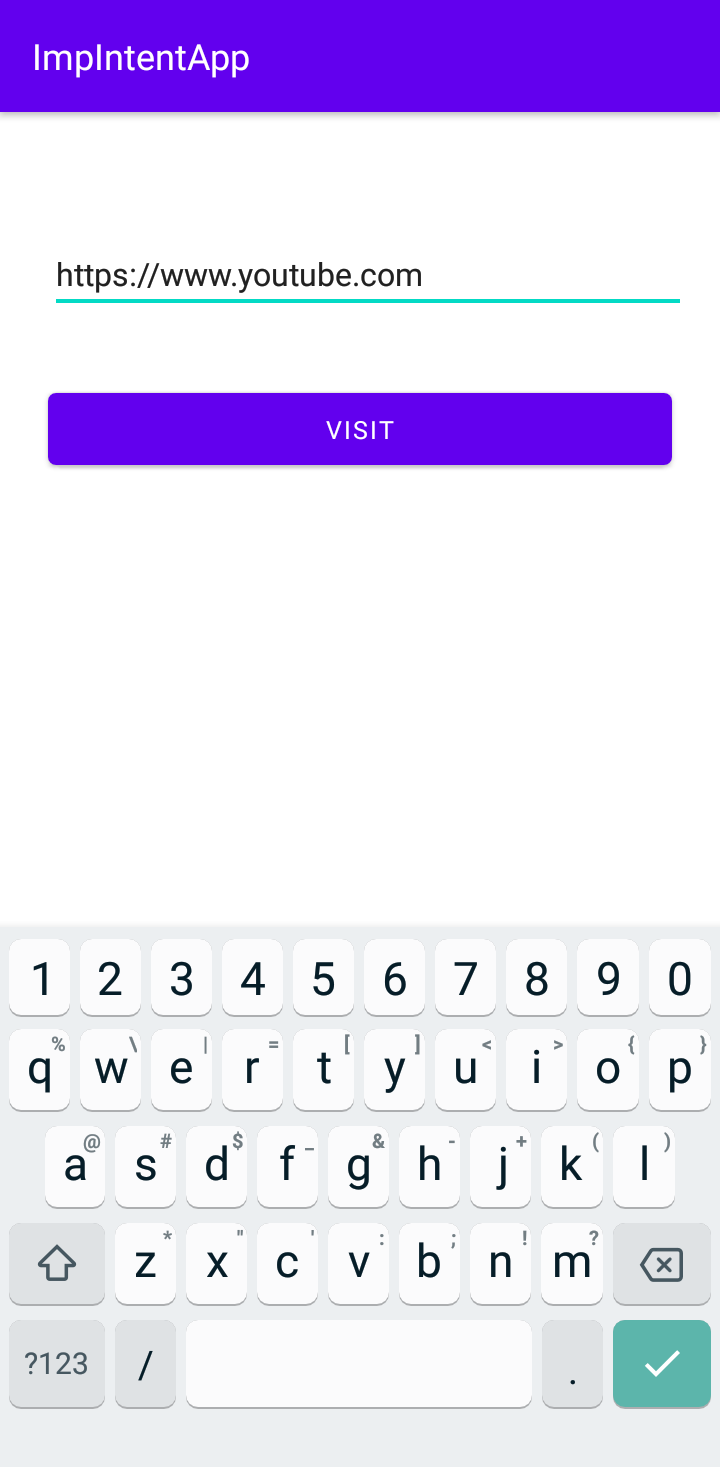 ImpIntentApp
https://www.youtube.com
VISIT
1 2 3 4 5 6 7 8 9 0
q % w \ e | r = t [ y ] u < i > o { p }
a @ s # d $ f _ g & h - j + k ( l )
z * x " c ' v : b ; n ! m ?
?123 / .